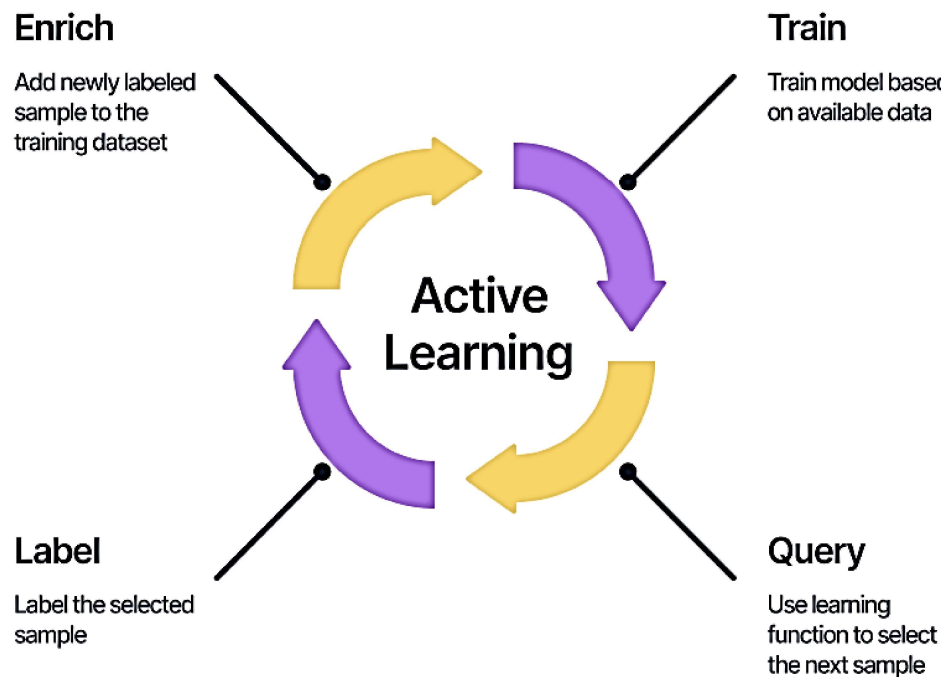 Enrich
Add newly labeled
sample to the
training dataset
Train
Train model based
on available data
Active
Learning
Label
Label the selected
sample
Query
Use learning
function to select
the next sample